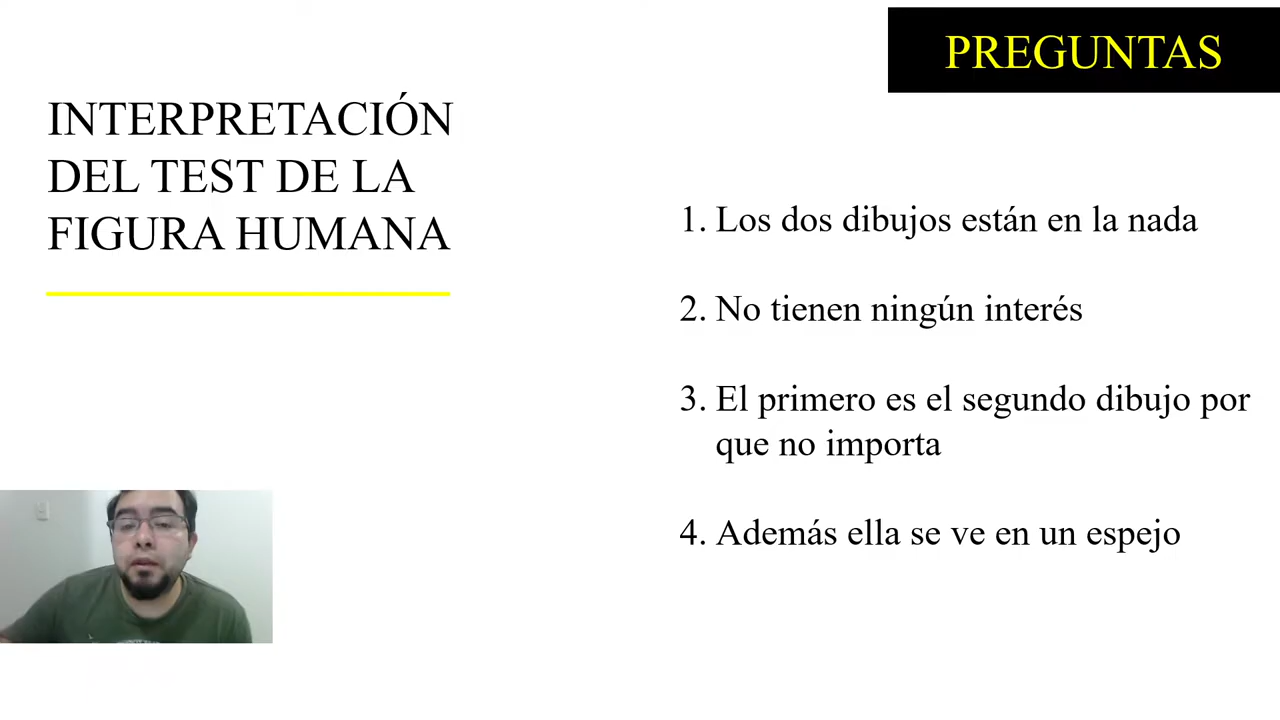 PREGUNTAS
INTERPRETACIÓN
DEL TEST DE LA
FIGURA HUMANA
1. Los dos dibujos están en la nada
2. No tienen ningún interés
3. El primero es el segundo dibujo por
que no importa
4. Además ella se ve en un espejo